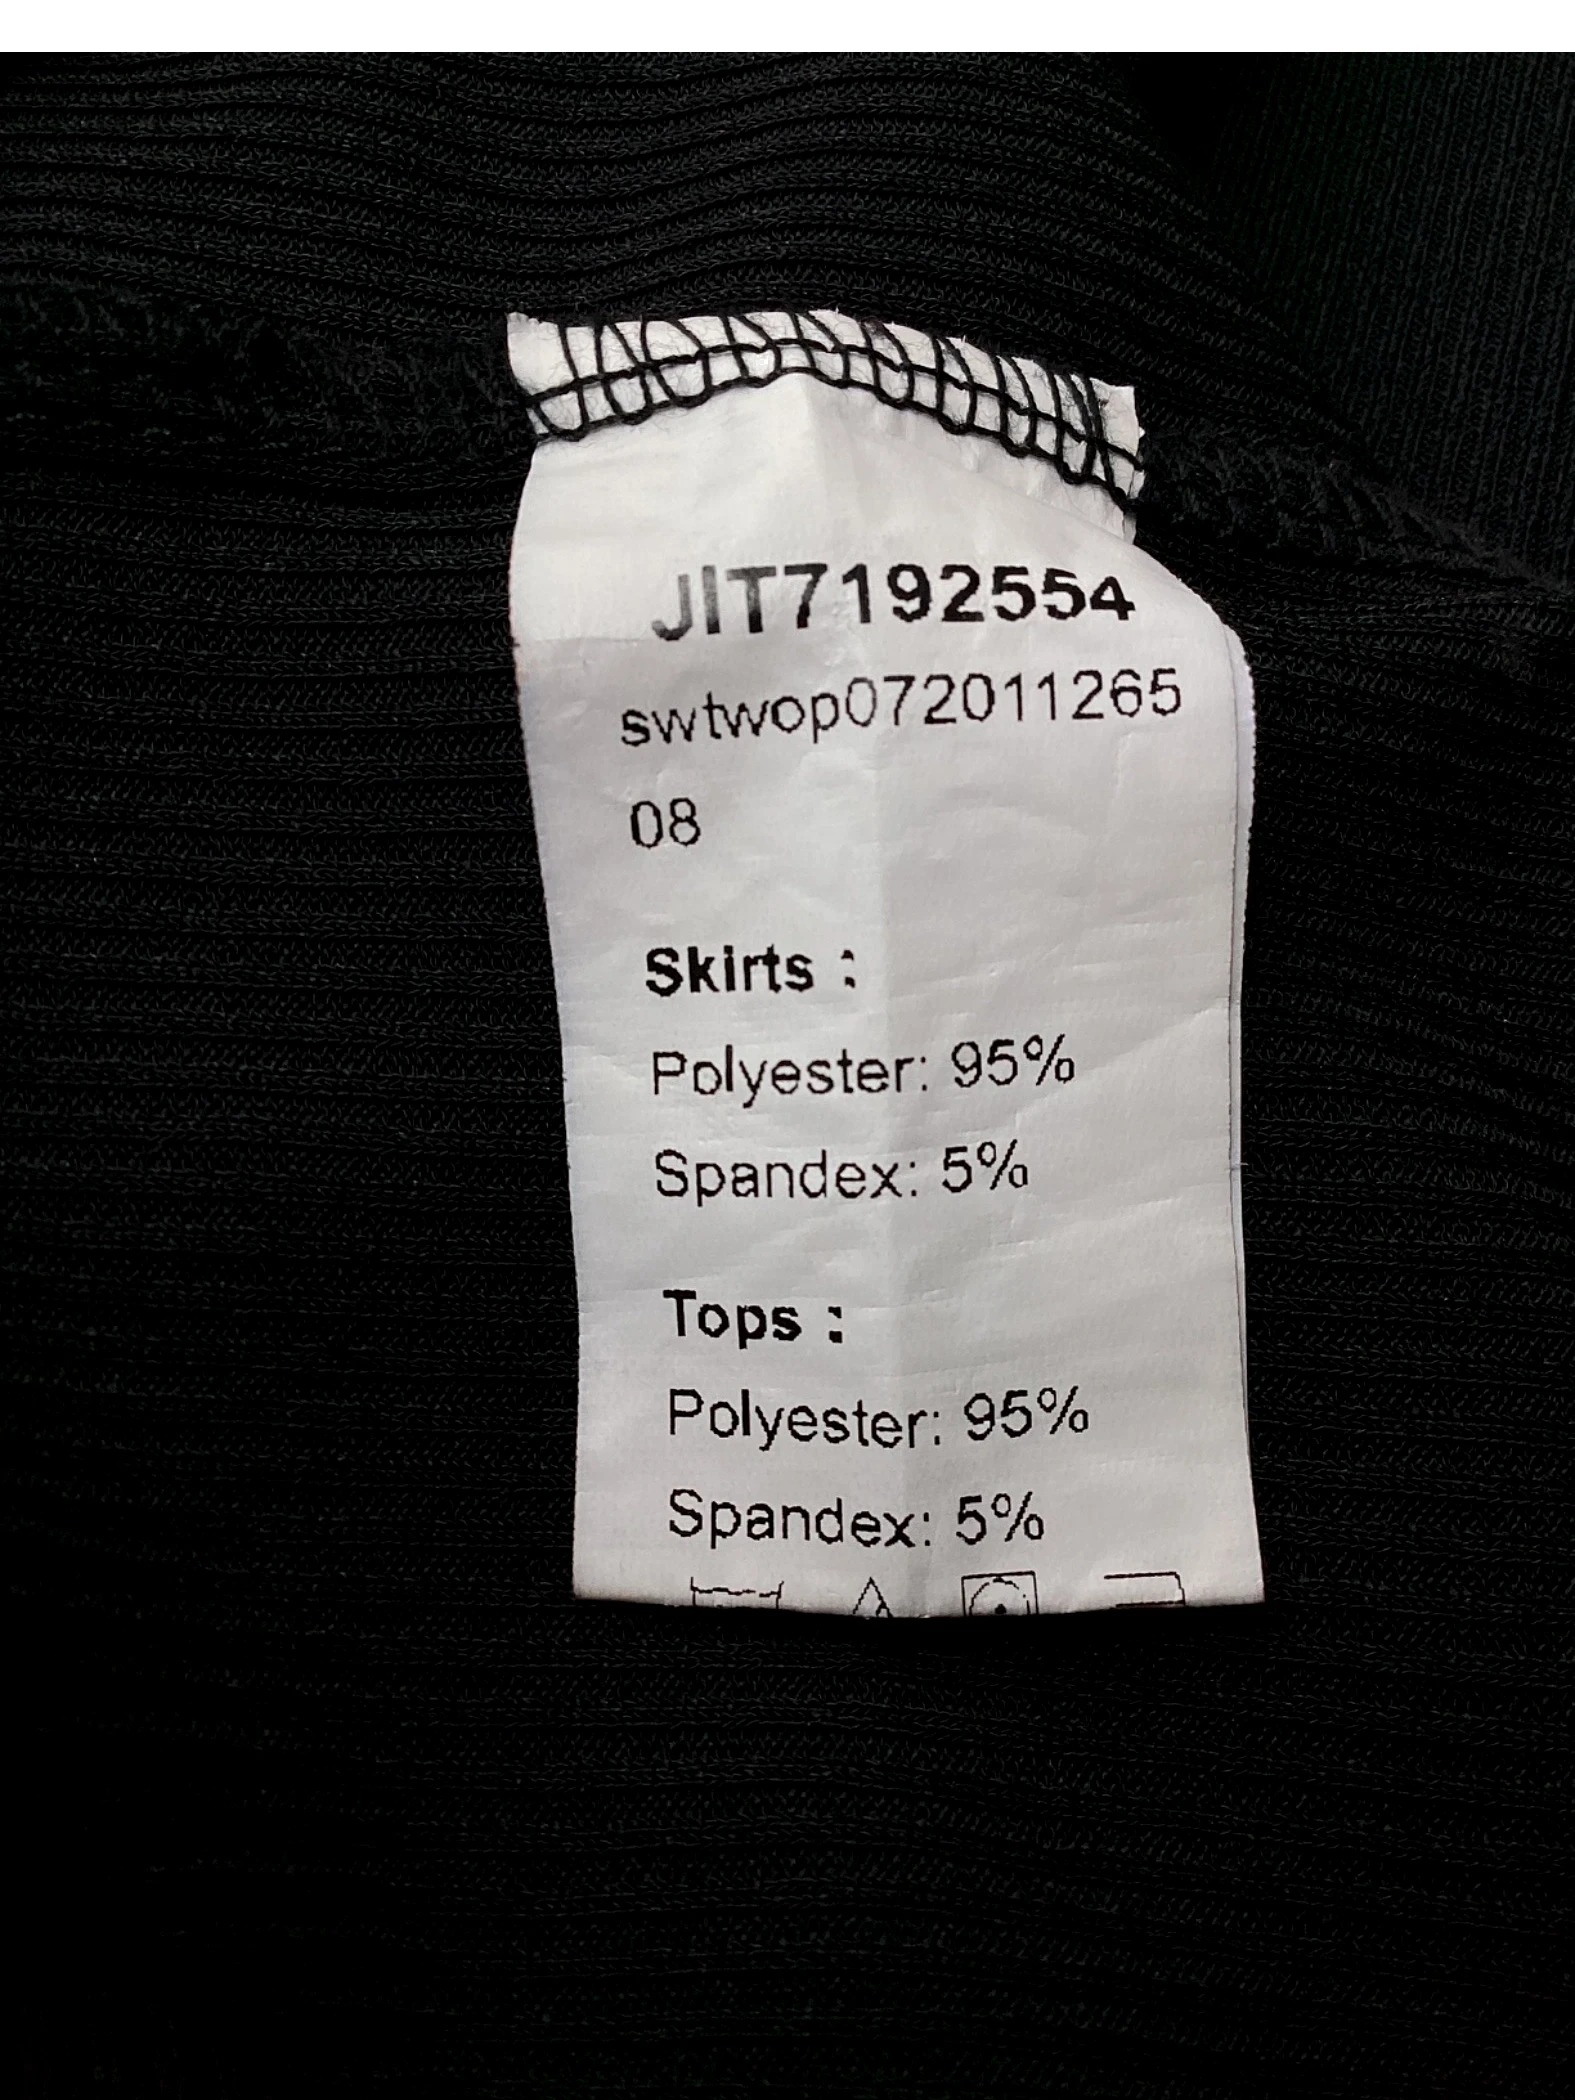 JIT7192554
swtwop072011265
08
Skirts :
Polyester: 95%
Spandex: 5%
Tops :
Polyester: 95%
Spandex: 5%